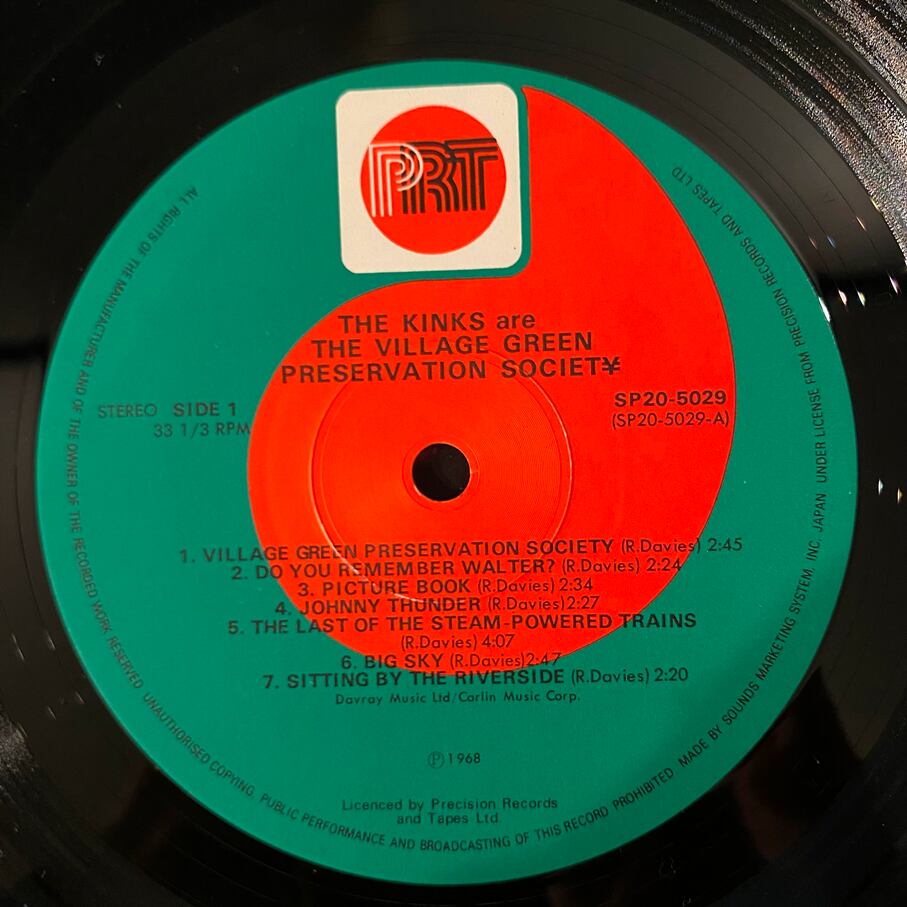 PRT
THE KINKS are
THE VILLAGE GREEN
PRESERVATION SOCIET¥
STEREO SIDE 1
33 1/3 RPM
SP20-5029
(SP20-5029-A)
1. VILLAGE GREEN PRESERVATION SOCIETY (R.Davies) 2:45
2. DO YOU REMEMBER WALTER? (R.Davies) 2:24
3. PICTURE BOOK (R.Davies) 2:34
4. JOHNNY THUNDER (R.Davies) 2:27
5. THE LAST OF THE STEAM-POWERED TRAINS
(R.Davies) 4:07
6. BIG SKY (R.Davies) 2:47
7. SITTING BY THE RIVERSIDE (R.Davies) 2:20
Davray Music Ltd/Carlin Music Corp.
Ⓟ1968
Licenced by Precision Records
and Tapes Ltd.
ALL RIGHTS OF THE MANUFACTURER AND OF THE OWNER OF THE RECORDED WORK RESERVED. UNAUTHORISED COPYING, PUBLIC PERFORMANCE AND BROADCASTING OF THIS RECORD PROHIBITED MADE BY SOUNDS MARKETING SYSTEM, INC. JAPAN UNDER LICENSE FROM PRECISION RECORDS AND TAPES LTD